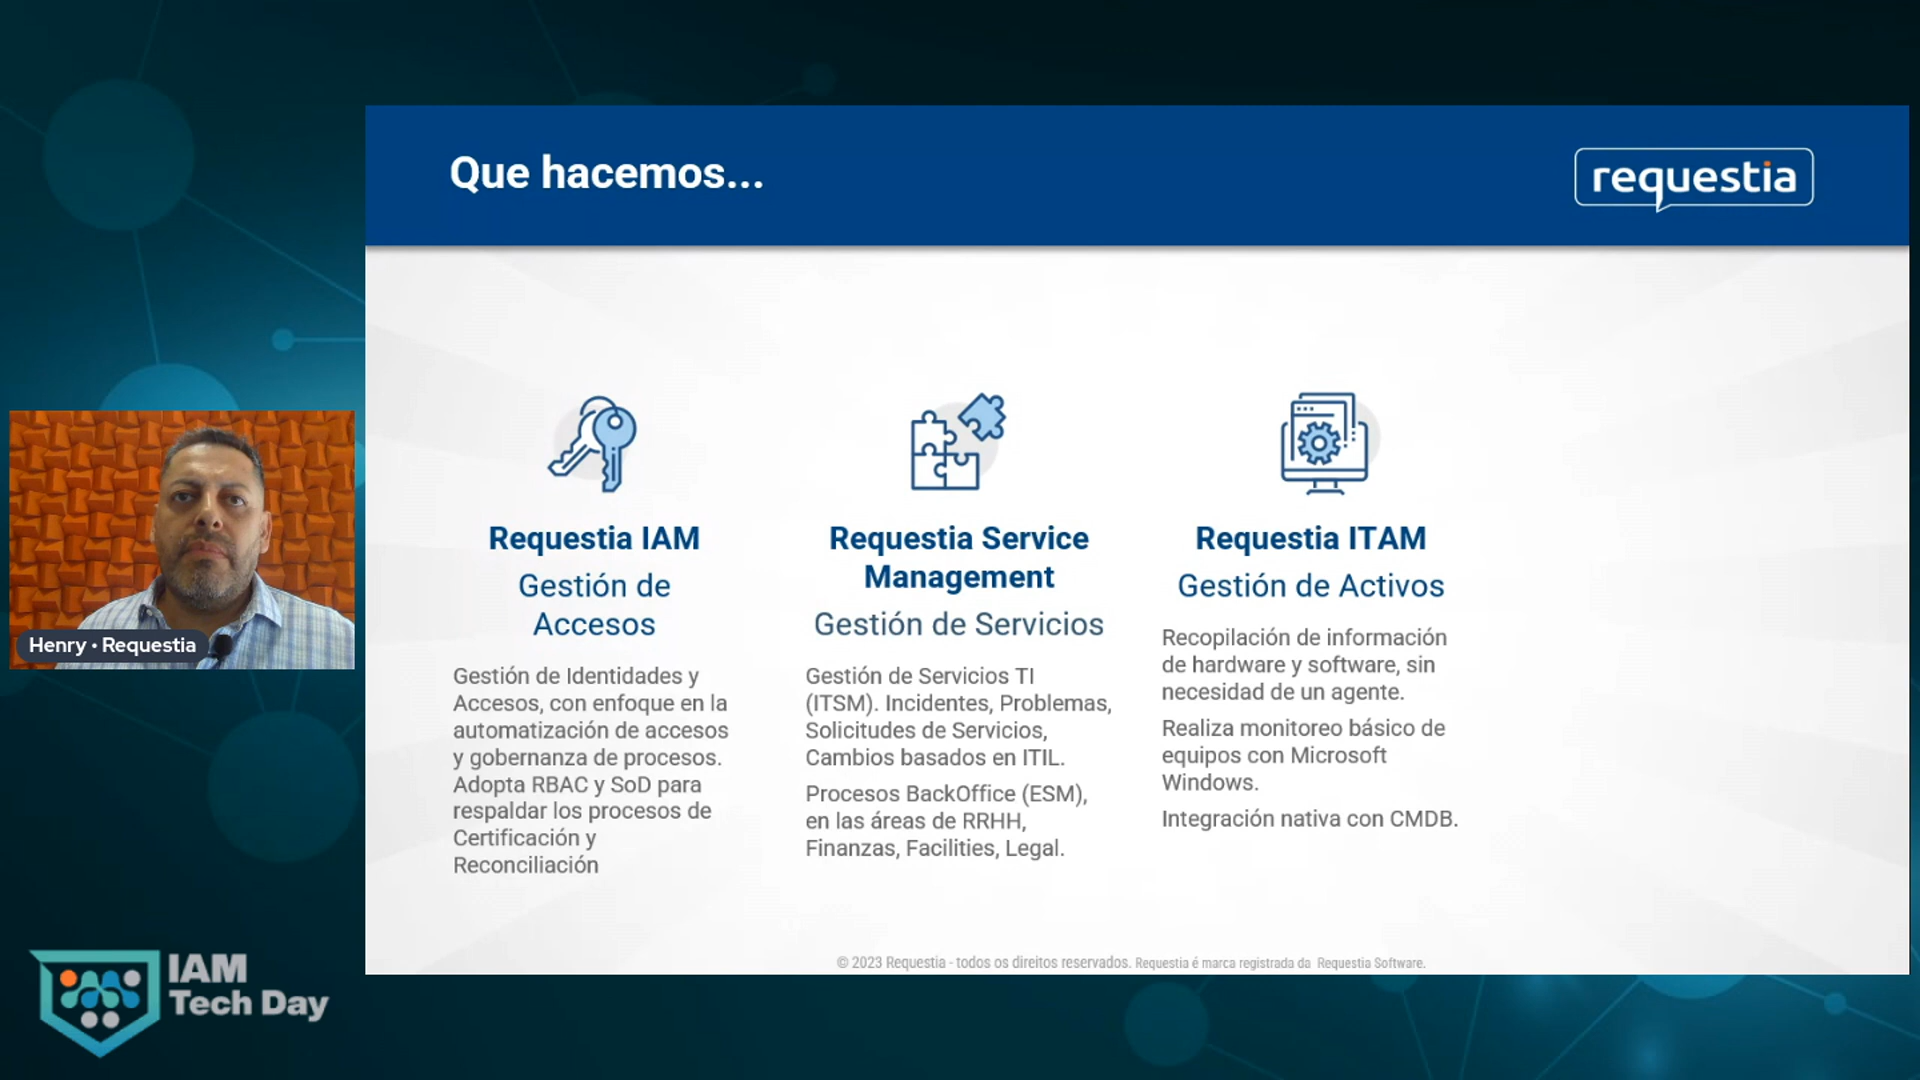 Que hacemos...
requestia
Requestia IAM
Gestión de
Accesos
Gestión de Identidades y
Accesos, con enfoque en la
automatización de accesos
y gobernanza de procesos.
Adopta RBAC y SoD para
respaldar los procesos de
Certificación y
Reconciliación
Requestia Service
Management
Gestión de Servicios
Gestión de Servicios TI
(ITSM). Incidentes, Problemas,
Solicitudes de Servicios,
Cambios basados en ITIL.
Procesos BackOffice (ESM),
en las áreas de RRHH,
Finanzas, Facilities, Legal.
Requestia ITAM
Gestión de Activos
Recopilación de información
de hardware y software, sin
necesidad de un agente.
Realiza monitoreo básico de
equipos con Microsoft
Windows.
Integración nativa con CMDB.
© 2023 Requestia - todos os direitos reservados. Requestia é marca registrada da Requestia Software.
Henry • Requestia
IAM
Tech Day